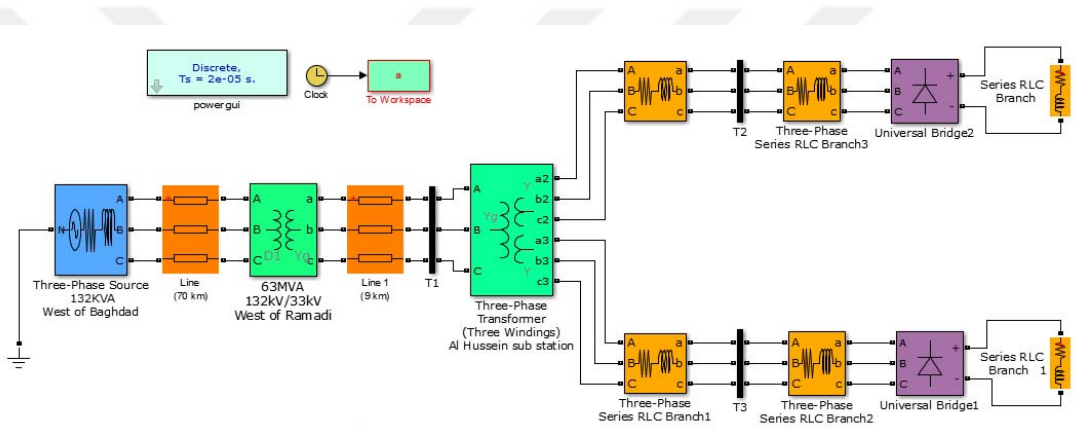 Discrete,
Ts = 2e-05 s.
powergui
Clock
a
To Workspace
N
A
B
C
Three-Phase Source
132KVA
West of Baghdad
Line
(70 km)
A
B
C
a
b
c
D1
Yg
63MVA
132kV/33kV
West of Ramadi
Line 1
(9 km)
T1
A
B
C
Yg
Y
Y
a2
b2
c2
a3
b3
c3
Three-Phase
Transformer
(Three Windings)
Al Hussein sub station
A
B
C
a
b
c
T2
A
B
C
a
b
c
Three-Phase
Series RLC Branch3
A
B
C
+
-
Universal Bridge2
Series RLC
Branch
A
B
C
a
b
c
Three-Phase
Series RLC Branch1
T3
A
B
C
a
b
c
Three-Phase
Series RLC Branch2
A
B
C
+
-
Universal Bridge1
Series RLC
Branch 1